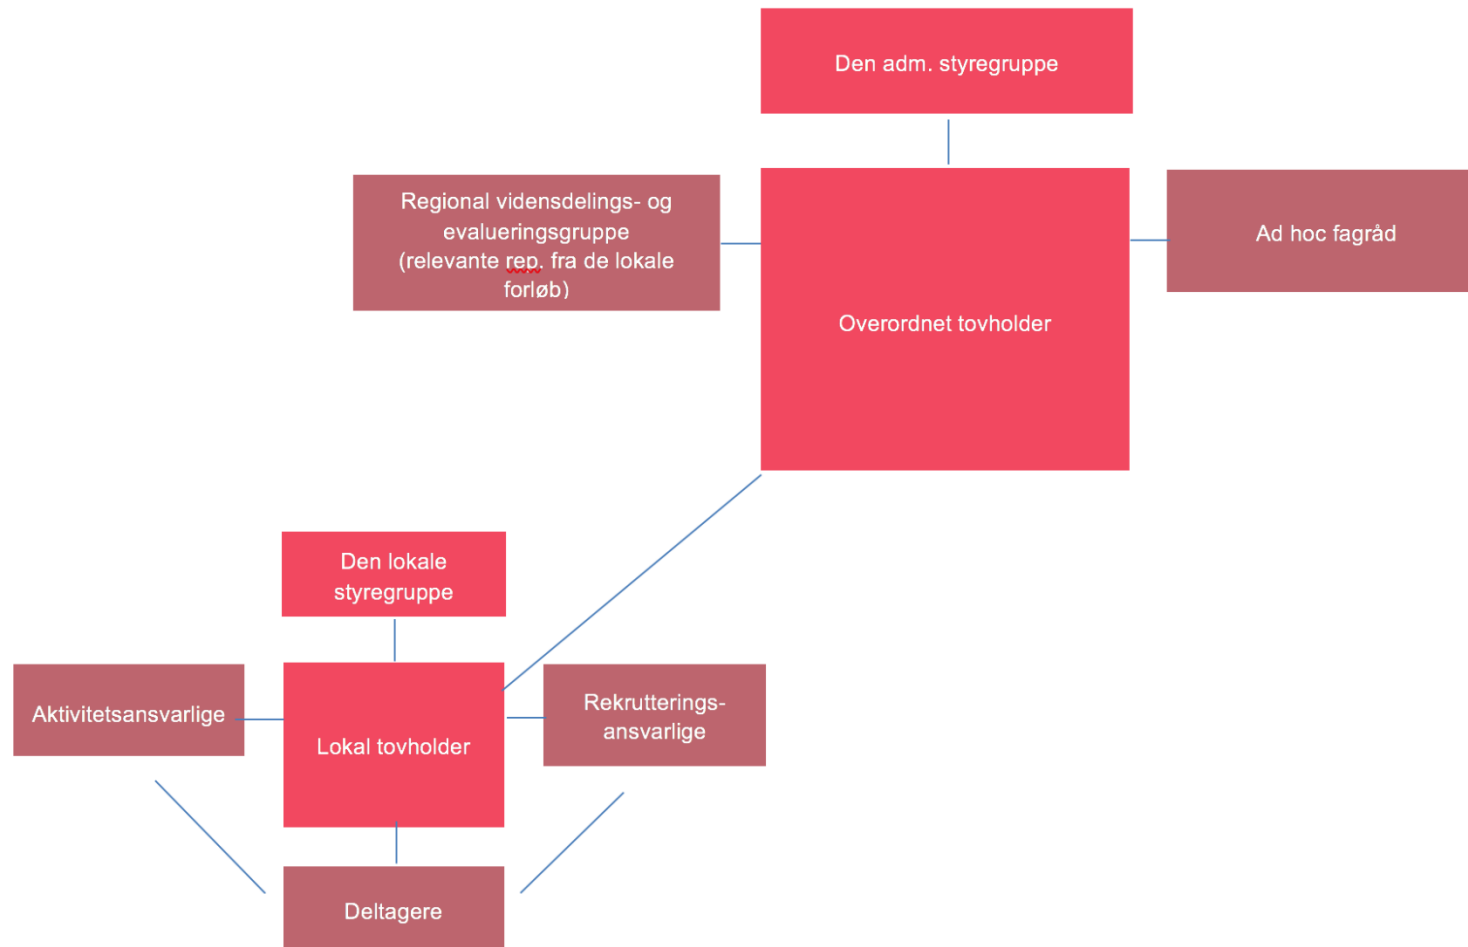 Den adm. styregruppe
Regional vidensdelings- og
evalueringsgruppe
(relevante rep. fra de lokale
forløb)
Ad hoc fagråd
Overordnet tovholder
Den lokale
styregruppe
Aktivitetsansvarlige
Lokal tovholder
Rekrutterings-
ansvarlige
Deltagere